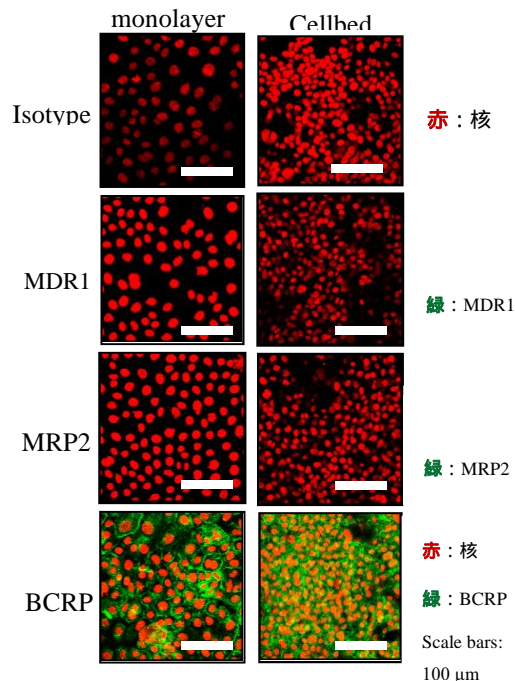 monolayer Cellbed
Isotype
赤：核
MDR1
緑：MDR1
MRP2
緑：MRP2
BCRP
赤：核
緑：BCRP
Scale bars:
100 µm